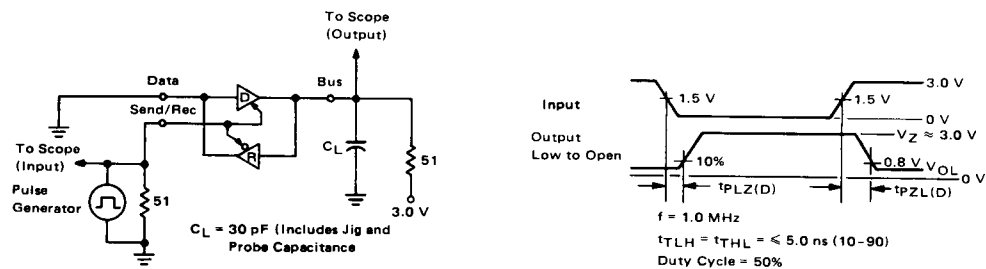 To Scope
(Output)
Data
Bus
D
Send/Rec
R
To Scope
(Input)
C_L
51
Pulse
Generator
51
3.0 V
C_L = 30 pF (Includes Jig and
Probe Capacitance
3.0 V
Input
1.5 V
1.5 V
0 V
Output
Low to Open
V_Z ≈ 3.0 V
10%
0.8 V
V_OL
0 V
t_PLZ(D)
t_PZL(D)
f = 1.0 MHz
t_TLH = t_THL = ≤ 5.0 ns (10-90)
Duty Cycle = 50%